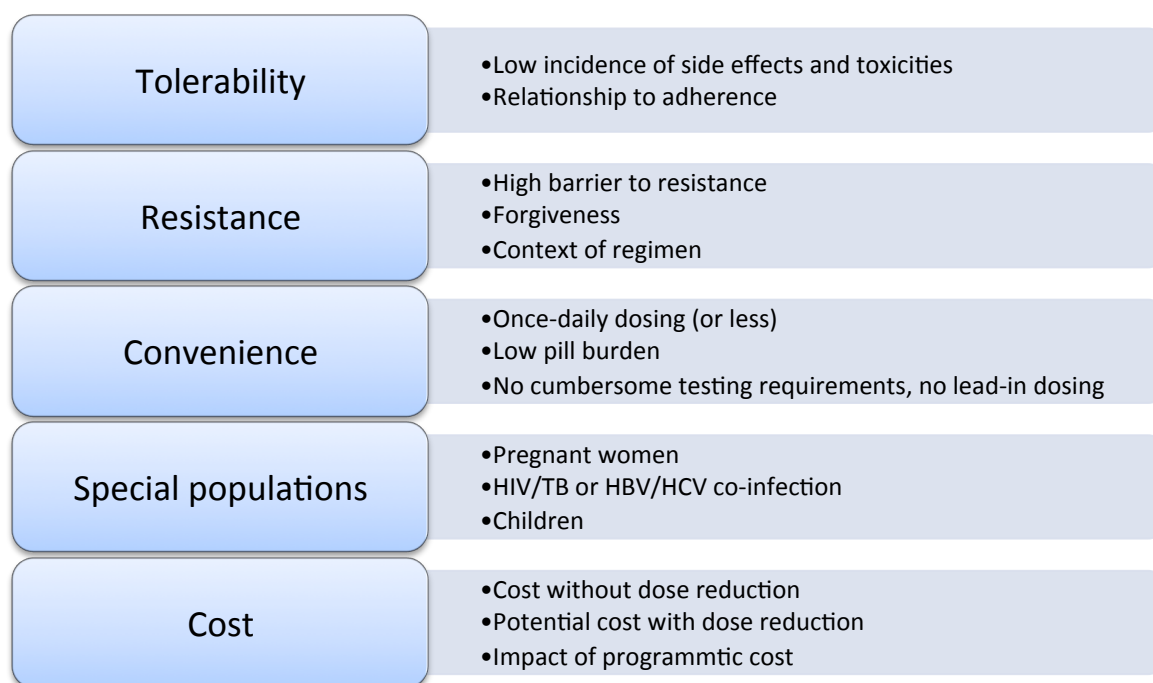 Tolerability
•Low incidence of side effects and toxicities
•Relationship to adherence
Resistance
•High barrier to resistance
•Forgiveness
•Context of regimen
Convenience
•Once-daily dosing (or less)
•Low pill burden
•No cumbersome testing requirements, no lead-in dosing
Special populations
•Pregnant women
•HIV/TB or HBV/HCV co-infection
•Children
Cost
•Cost without dose reduction
•Potential cost with dose reduction
•Impact of programmtic cost